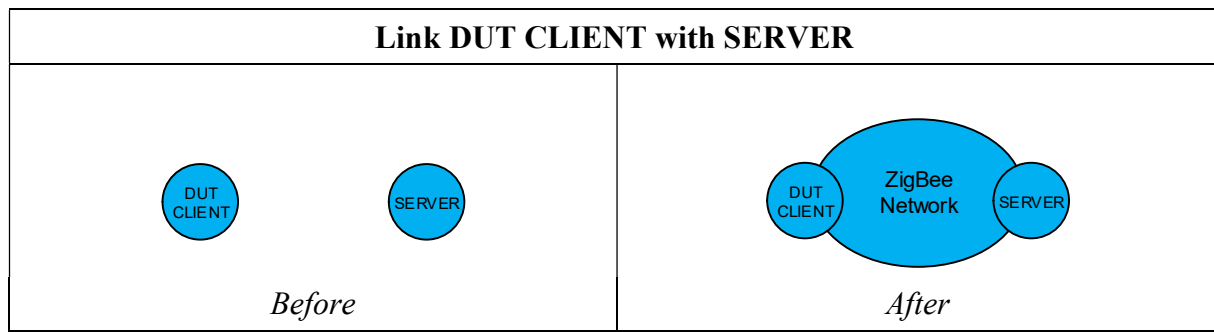 Link DUT CLIENT with SERVER
DUT
CLIENT
SERVER
Before
DUT
CLIENT
ZigBee
Network
SERVER
After